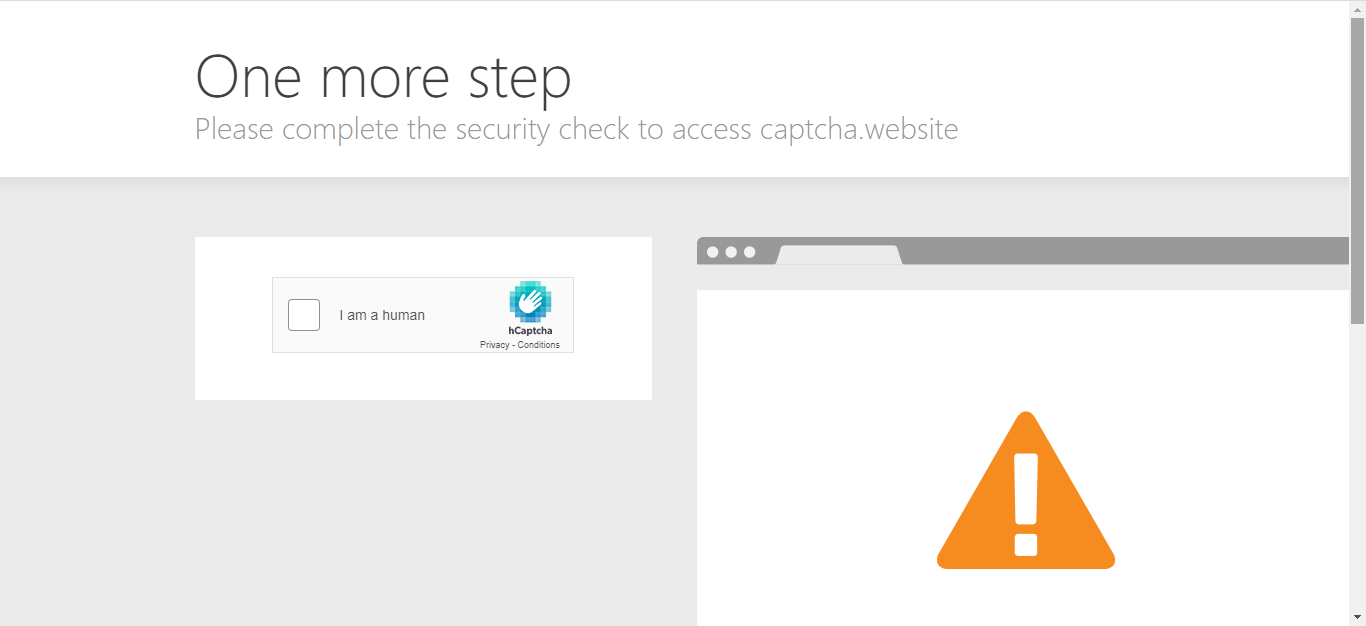 One more step
Please complete the security check to access captcha.website
I am a human
hCaptcha
Privacy - Conditions